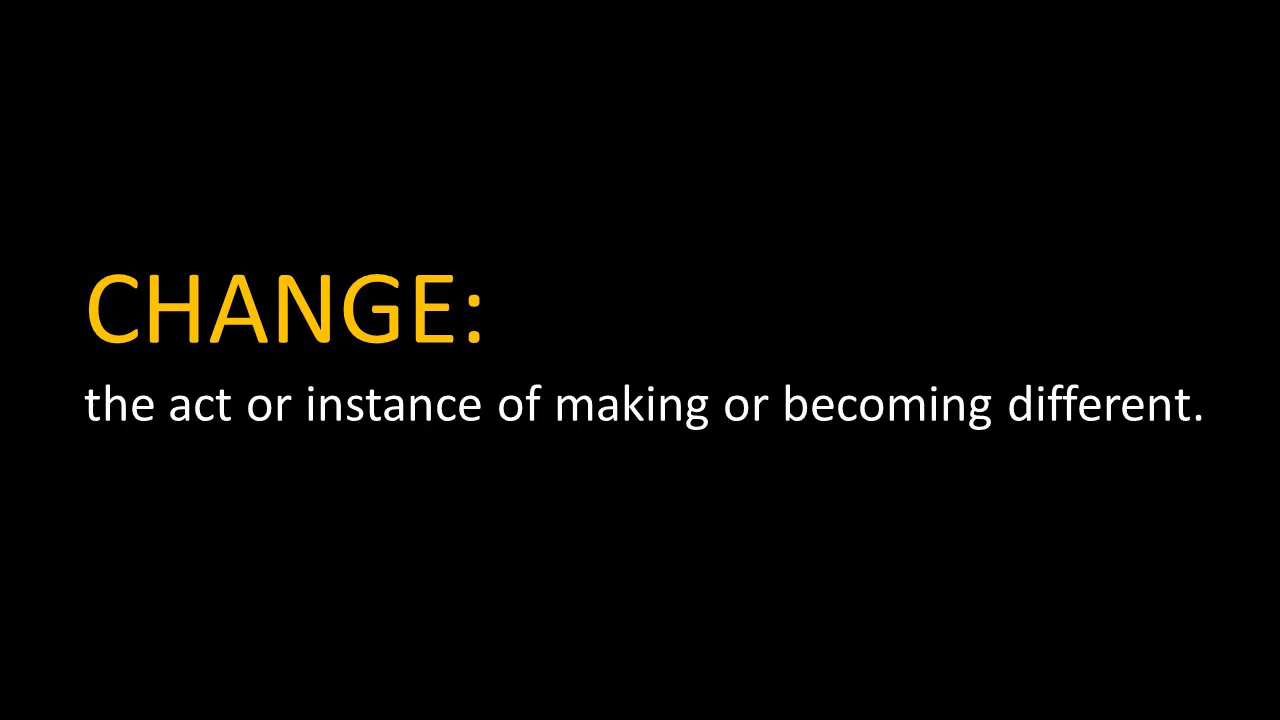 CHANGE:
the act or instance of making or becoming different.